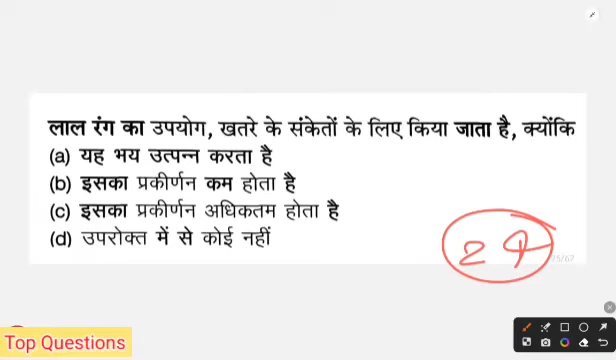 लाल रंग का उपयोग, खतरे के संकेतों के लिए किया जाता है, क्योंकि
(a) यह भय उत्पन्न करता है
(b) इसका प्रकीर्णन कम होता है
(c) इसका प्रकीर्णन अधिकतम होता है
(d) उपरोक्त में से कोई नहीं
Top Questions